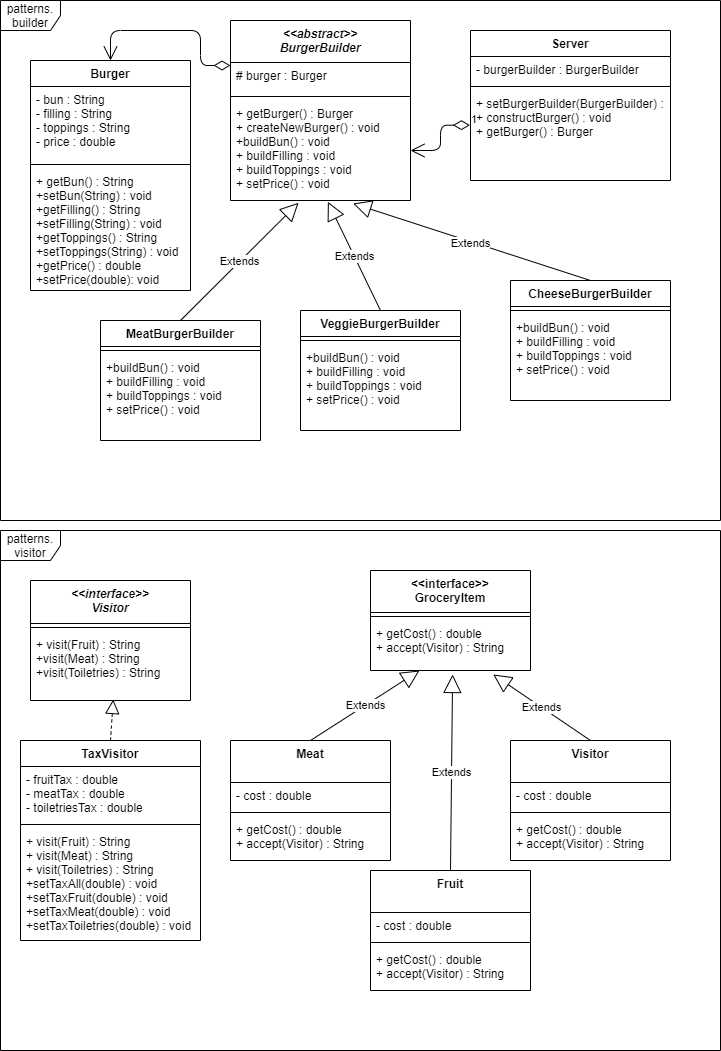 patterns.
builder
Burger
- bun : String
- filling : String
- toppings : String
- price : double
+ getBun() : String
+setBun(String) : void
+getFilling() : String
+setFilling(String) : void
+getToppings() : String
+setToppings(String) : void
+getPrice() : double
+setPrice(double): void
<<abstract>>
BurgerBuilder
# burger : Burger
+ getBurger() : Burger
+ createNewBurger() : void
+buildBun() : void
+ buildFilling() : void
+ buildToppings : void
+ setPrice() : void
Server
- burgerBuilder : BurgerBuilder
+ setBurgerBuilder(BurgerBuilder) :
1
+ constructBurger() : void
+ getBurger() : Burger
Extends
Extends
Extends
MeatBurgerBuilder
+buildBun() : void
+ buildFilling() : void
+ buildToppings : void
+ setPrice() : void
VeggieBurgerBuilder
+buildBun() : void
+ buildFilling() : void
+ buildToppings : void
+ setPrice() : void
CheeseBurgerBuilder
+buildBun() : void
+ buildFilling() : void
+ buildToppings : void
+ setPrice() : void
patterns.
visitor
<<interface>>
Visitor
+ visit(Fruit) : String
+visit(Meat) : String
+visit(Toiletries) : String
<<interface>>
GroceryItem
+ getCost() : double
+ accept(Visitor) : String
Extends
Extends
Extends
TaxVisitor
- fruitTax : double
- meatTax : double
- toiletriesTax : double
+ visit(Fruit) : String
+ visit(Meat) : String
+ visit(Toiletries) : String
+setTaxAll(double) : void
+setTaxFruit(double) : void
+setTaxMeat(double) : void
+setTaxToiletries(double) : void
Meat
- cost : double
+ getCost() : double
+ accept(Visitor) : String
Visitor
- cost : double
+ getCost() : double
+ accept(Visitor) : String
Fruit
- cost : double
+ getCost() : double
+ accept(Visitor) : String